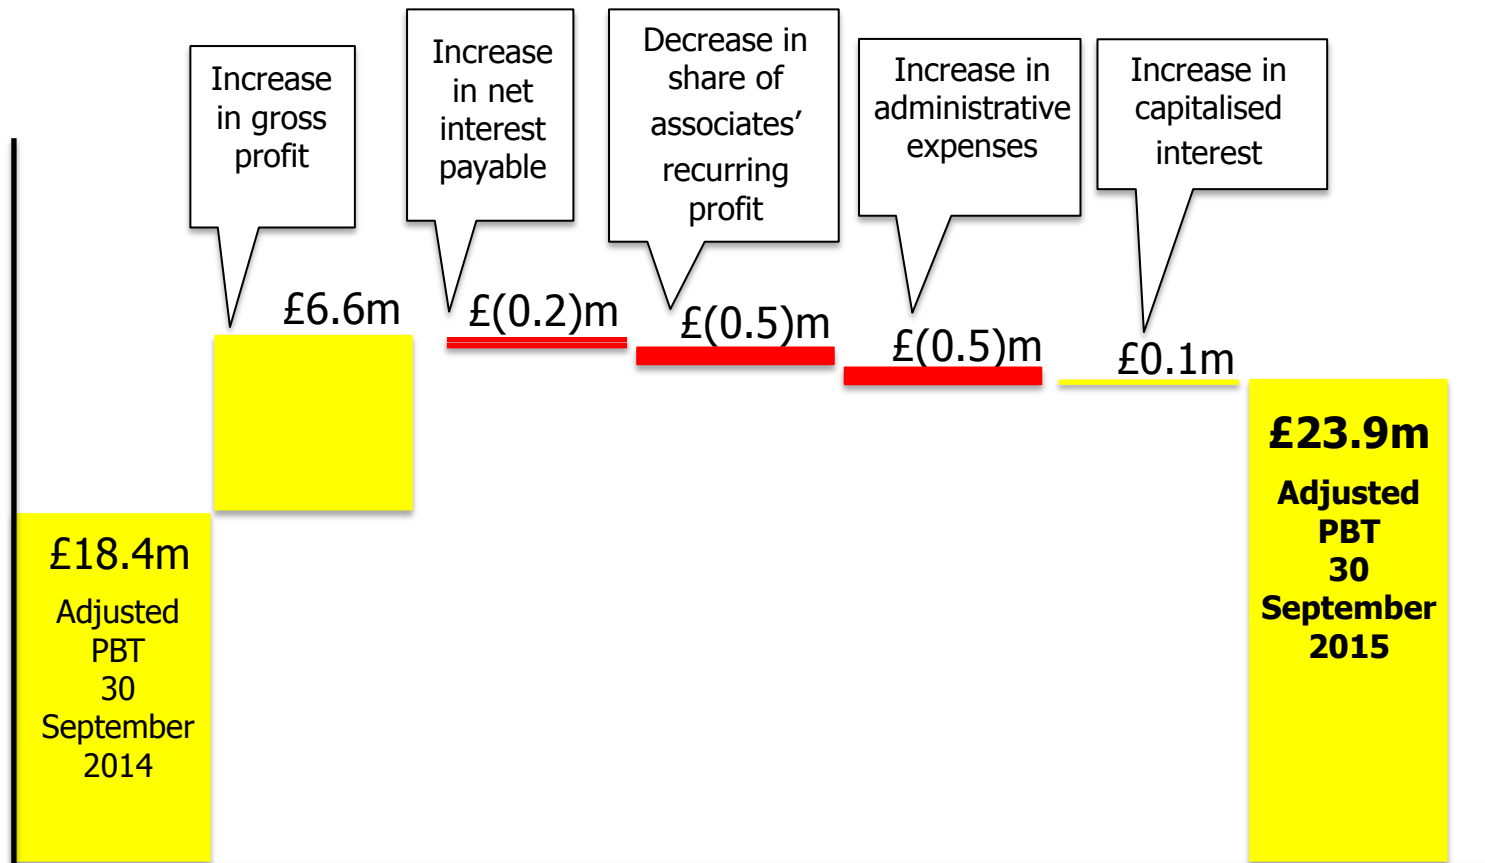 Increase
in gross
profit
Increase
in net
interest
payable
Decrease in
share of
associates’
recurring
profit
Increase in
administrative
expenses
Increase in
capitalised
interest
£6.6m
£(0.2)m
£(0.5)m
£(0.5)m
£0.1m
£18.4m
Adjusted
PBT
30
September
2014
£23.9m
Adjusted
PBT
30
September
2015